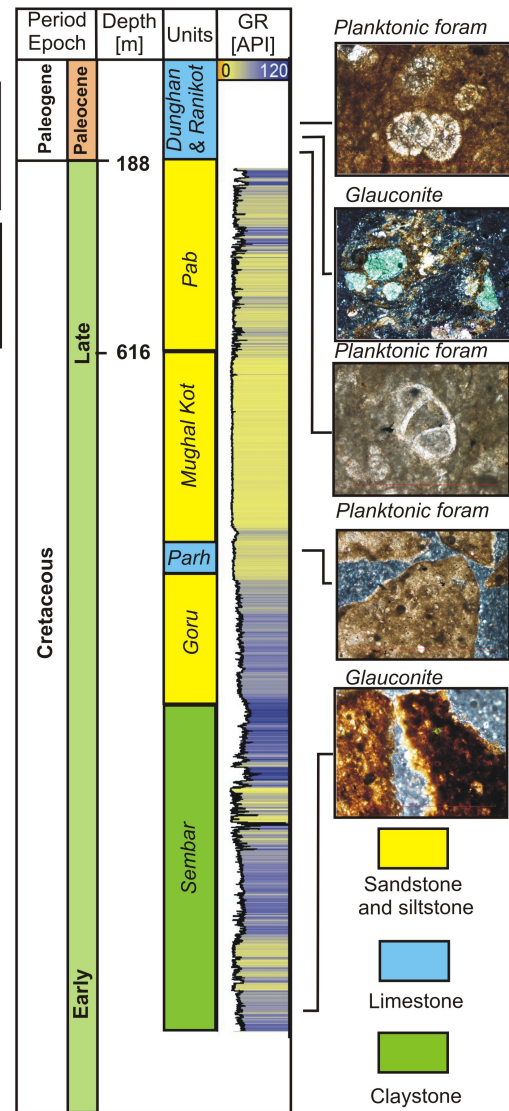 Period
Epoch
Depth
[m]
Units
GR
[API]
0 120
Planktonic foram
Paleogene
Paleocene
Dunghan
& Ranikot
188
Glauconite
Pab
Late
616
Planktonic foram
Mughal Kot
Planktonic foram
Parh
Cretaceous
Goru
Glauconite
Sembar
Sandstone
and siltstone
Limestone
Early
Claystone